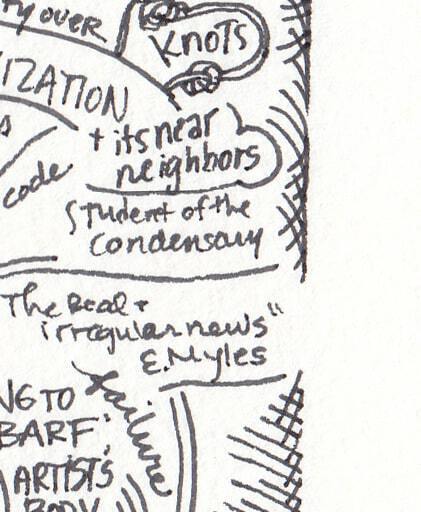 TY OVER
KNOTS
IZATION
+ its near
neighbors
code
Student of the
Condensary
The Real +
irregular news"
E. Myles
failure
NG TO
BARF;
ARTIST'S
BODY